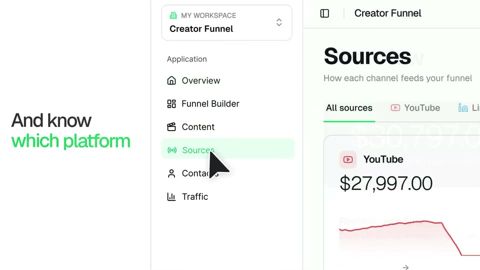 And know
which platform
MY WORKSPACE
Creator Funnel
Application
Overview
Funnel Builder
Content
Sources
Contacts
Traffic
Creator Funnel
Sources
How each channel feeds your funnel
All sources
YouTube
YouTube
$27,997.00